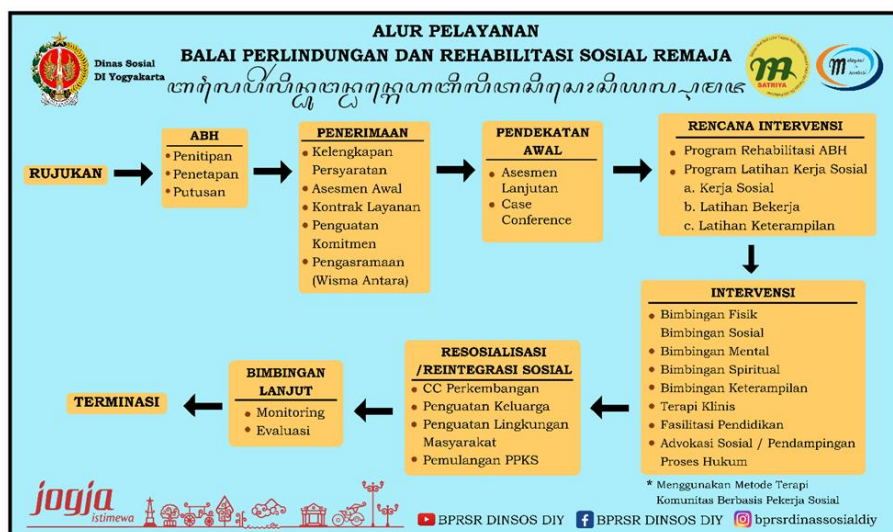 ALUR PELAYANAN
BALAI PERLINDUNGAN DAN REHABILITASI SOSIAL REMAJA
Dinas Sosial
DI Yogyakarta
SATRIYA
RUJUKAN
ABH
• Penitipan
• Penetapan
• Putusan
PENERIMAAN
• Kelengkapan
Persyaratan
• Asesmen Awal
• Kontrak Layanan
• Penguatan
Komitmen
• Pengasramaan
(Wisma Antara)
PENDEKATAN
AWAL
• Asesmen
Lanjutan
• Case
Conference
RENCANA INTERVENSI
• Program Rehabilitasi ABH
• Program Latihan Kerja Sosial
a. Kerja Sosial
b. Latihan Bekerja
c. Latihan Keterampilan
INTERVENSI
• Bimbingan Fisik
Bimbingan Sosial
• Bimbingan Mental
• Bimbingan Spiritual
• Bimbingan Keterampilan
• Terapi Klinis
• Fasilitasi Pendidikan
• Advokasi Sosial / Pendampingan
Proses Hukum
* Menggunakan Metode Terapi
Komunitas Berbasis Pekerja Sosial
RESOSIALISASI
/REINTEGRASI SOSIAL
• CC Perkembangan
• Penguatan Keluarga
• Penguatan Lingkungan
Masyarakat
• Pemulangan PPKS
BIMBINGAN
LANJUT
• Monitoring
• Evaluasi
TERMINASI
jogja
istimewa
BPRSR DINSOS DIY
BPRSR DINSOS DIY
bprsrdinassosialdiy